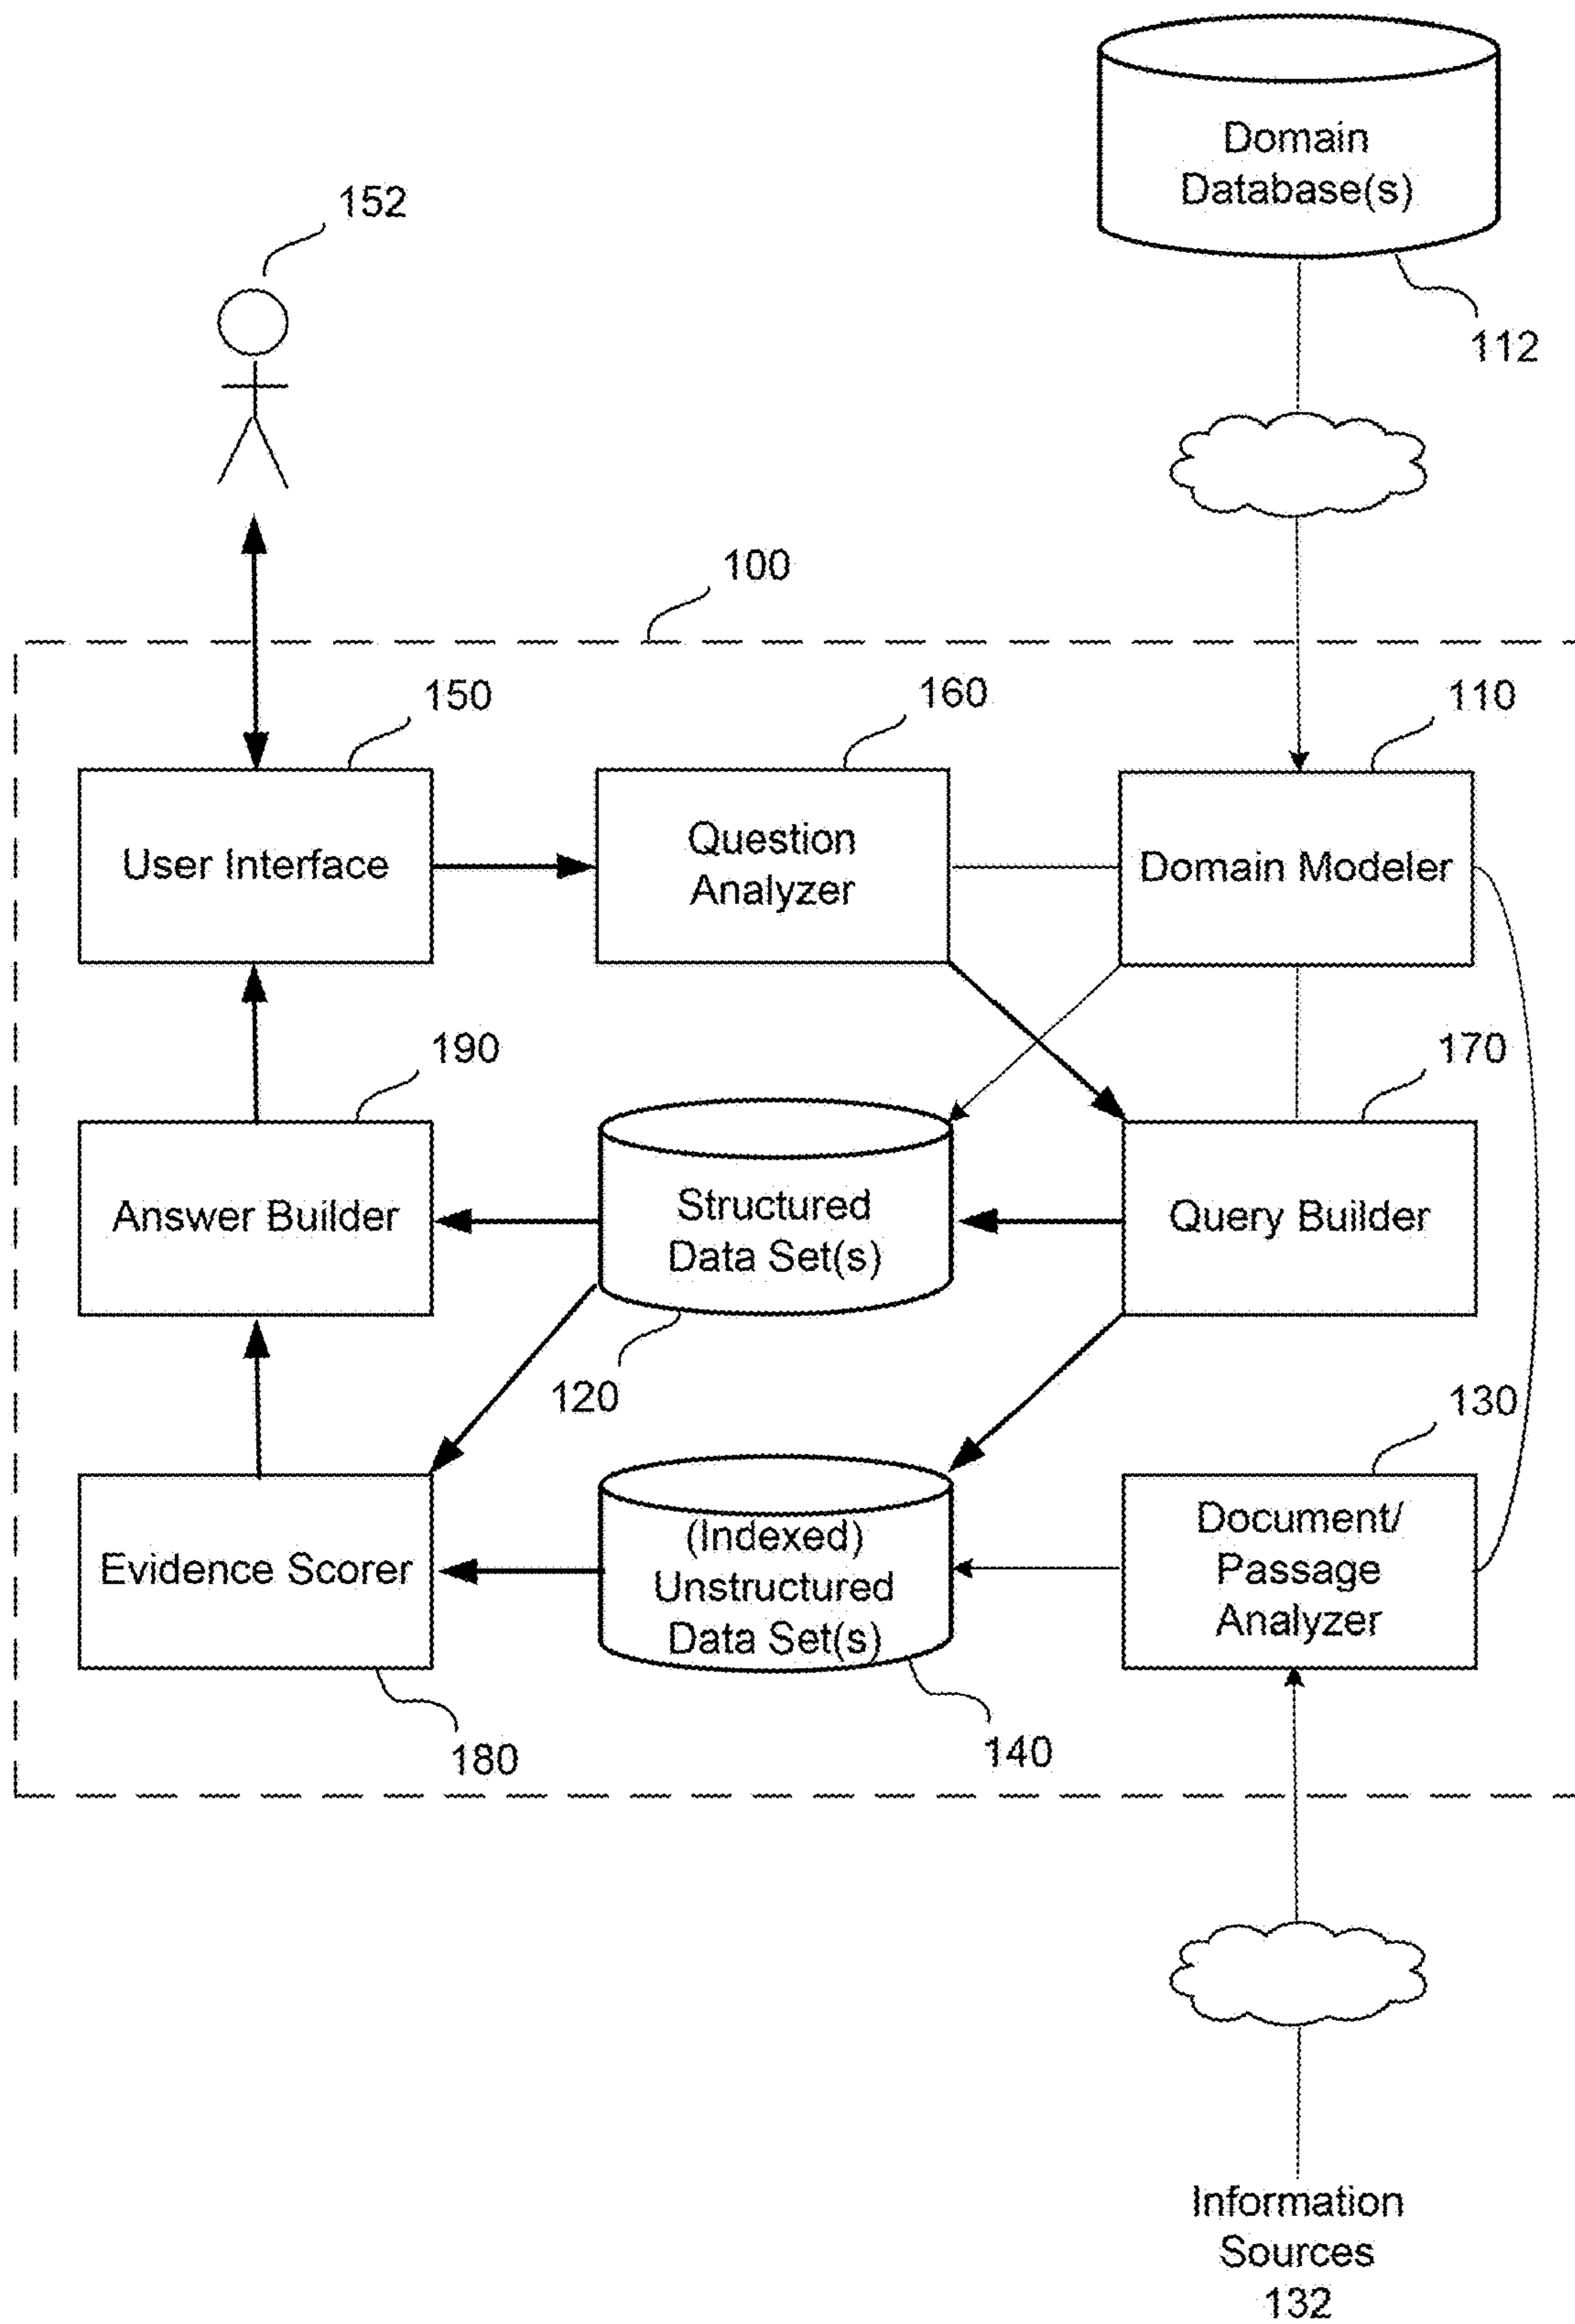 Domain
Database(s)
152
112
100
150
160
110
User Interface
Question
Analyzer
Domain Modeler
190
170
Answer Builder
Structured
Data Set(s)
Query Builder
120
130
Evidence Scorer
(Indexed)
Unstructured
Data Set(s)
Document/
Passage
Analyzer
180
140
Information
Sources
132